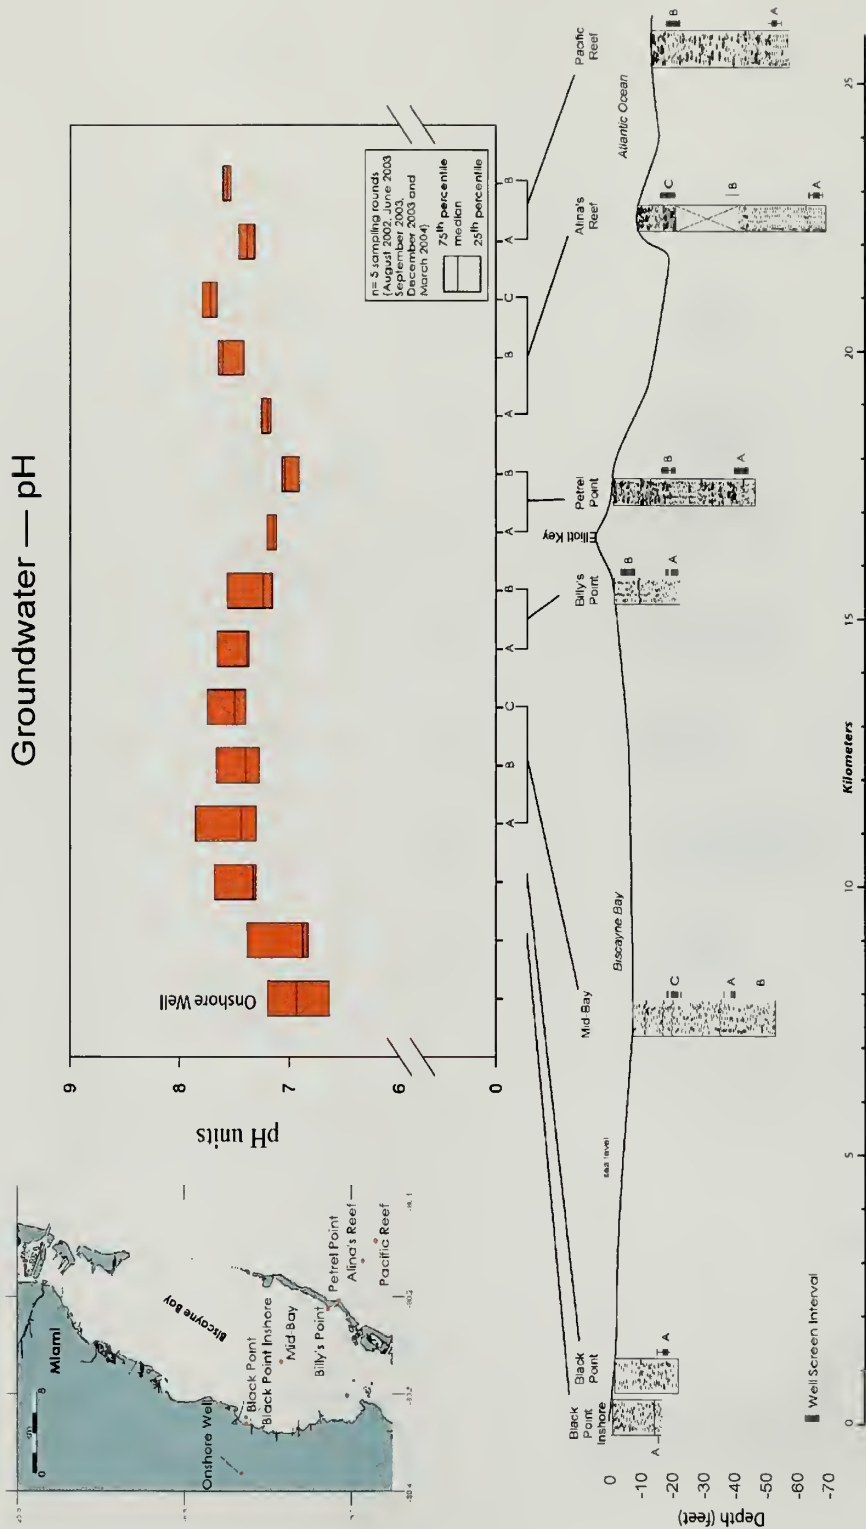 Groundwater — pH
Miami
km
0
8
Biscayne Bay
Onshore Well
Black Point
Black Point Inshore
Mid-Bay
Billy's Point
Petrel Point
Alina's Reef
Pacific Reef
pH units
9
8
7
6
0
Onshore Well
n= 5 sampling rounds
(August 2002, June 2003
September 2003,
December 2003 and
March 2004)
75th percentile
median
25th percentile
A B C A B A B A B C A B
Black
Point
Inshore
Black
Point
Mid-Bay
Billy's
Point
Elliott Key
Petrel
Point
Alina's
Reef
Pacific
Reef
sea level
Biscayne Bay
Atlantic Ocean
Depth (feet)
0
-10
-20
-30
-40
-50
-60
-70
A
A
C
A
B
B
A
B
A
C
B
A
B
A
Well Screen Interval
0 5 10 15 20 25
Kilometers